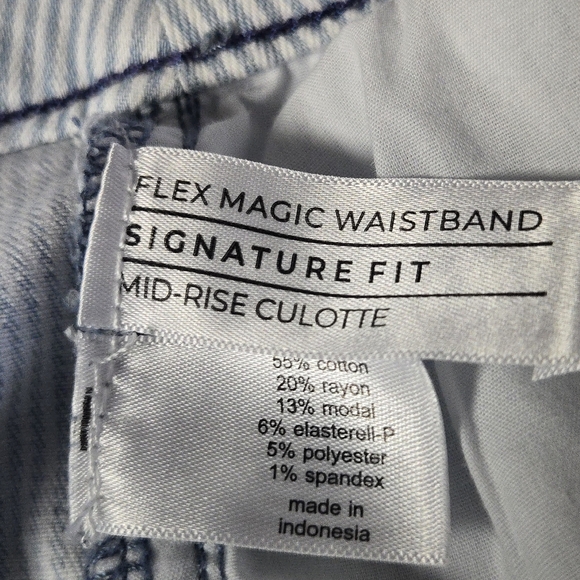 FLEX MAGIC WAISTBAND
SIGNATURE FIT
MID-RISE CULOTTE
55% cotton
20% rayon
13% modal
6% elasterell-P
5% polyester
1% spandex
made in
indonesia